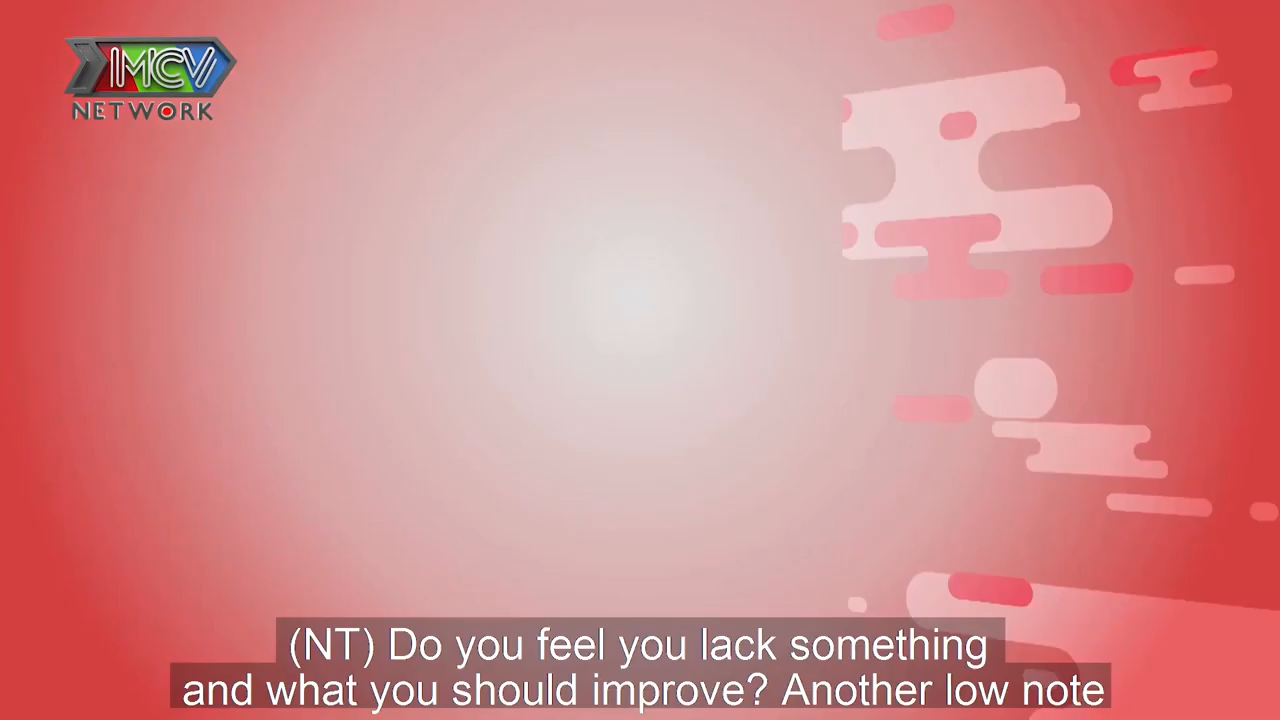 MCV
NETWORK
(NT) Do you feel you lack something
and what you should improve? Another low note